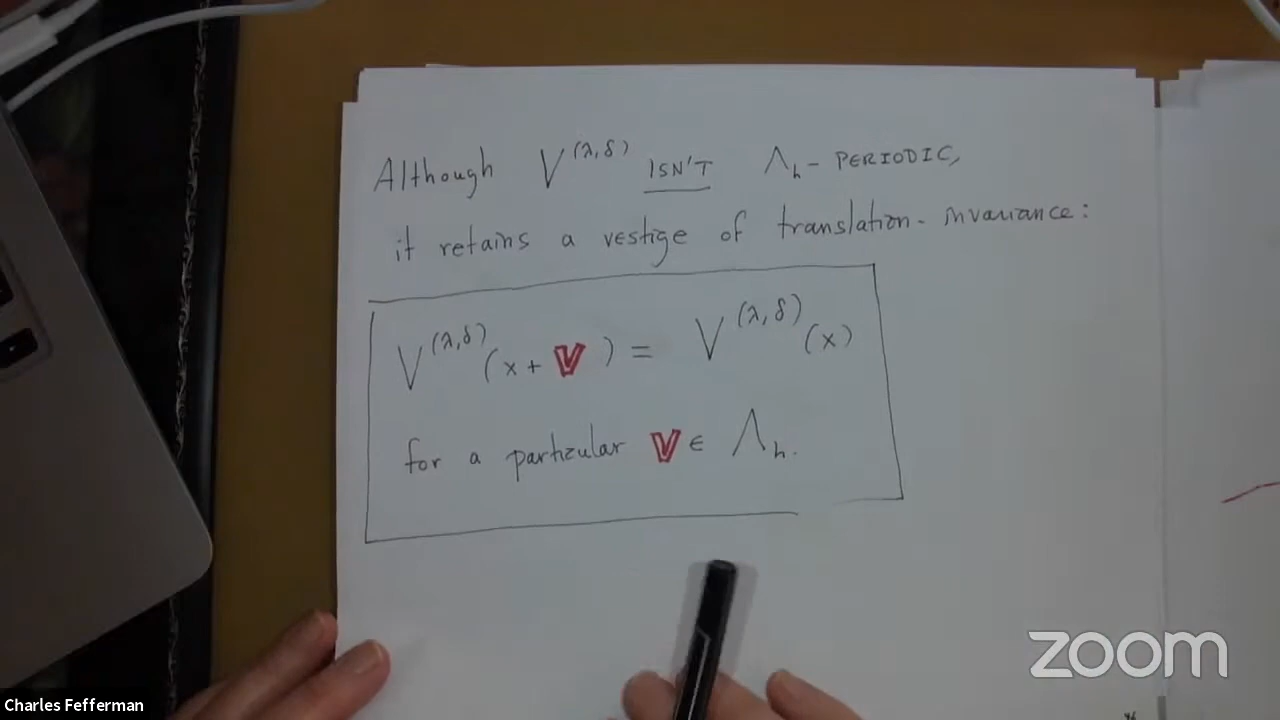 Although V^(λ,δ) ISN'T Λ_h - PERIODIC,
it retains a vestige of translation-invariance:
V^(λ,δ)(x + 𝕍) = V^(λ,δ)(x)
for a particular 𝕍 ∈ Λ_h.
zoom
Charles Fefferman